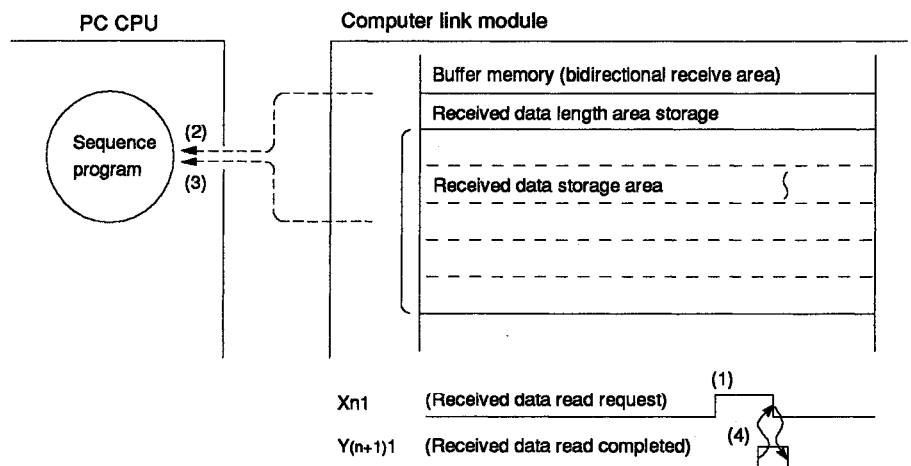 PC CPU
Computer link module
Buffer memory (bidirectional receive area)
Received data length area storage
Sequence program
(2)
(3)
Received data storage area
Xn1 (Received data read request)
(1)
Y(n+1)1 (Received data read completed)
(4)